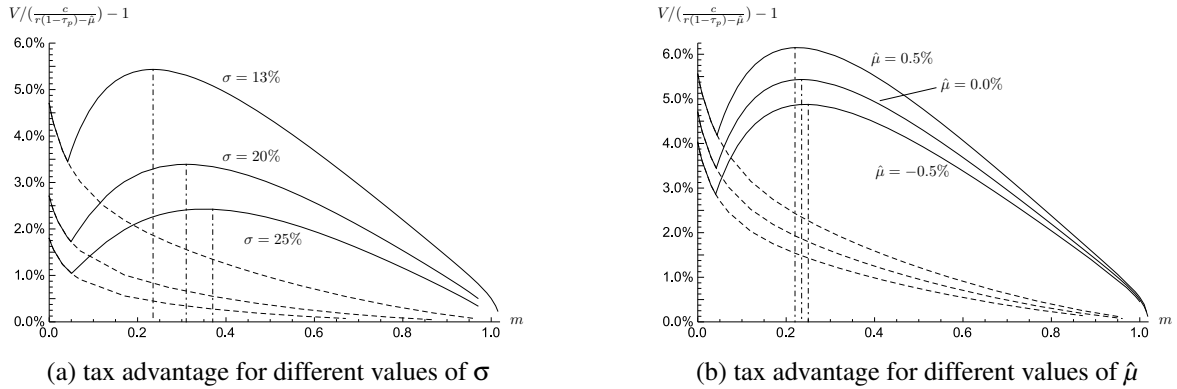 V/(c/(r(1−τp)−μ̂)) − 1
6.0%
5.0%
4.0%
3.0%
2.0%
1.0%
0.0%
0.0 0.2 0.4 0.6 0.8 1.0 m
σ = 13%
σ = 20%
σ = 25%
(a) tax advantage for different values of σ
V/(c/(r(1−τp)−μ̂)) − 1
6.0%
5.0%
4.0%
3.0%
2.0%
1.0%
0.0%
0.0 0.2 0.4 0.6 0.8 1.0 m
μ̂ = 0.5%
μ̂ = 0.0%
μ̂ = −0.5%
(b) tax advantage for different values of μ̂